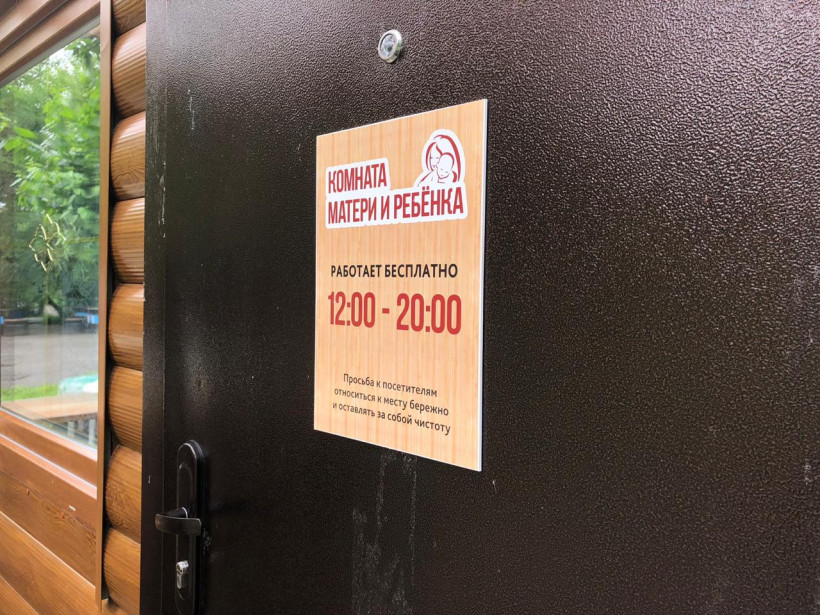 КОМНАТА
МАТЕРИ И РЕБЁНКА
РАБОТАЕТ БЕСПЛАТНО
12:00 - 20:00
Просьба к посетителям
относиться к месту бережно
и оставлять за собой чистоту